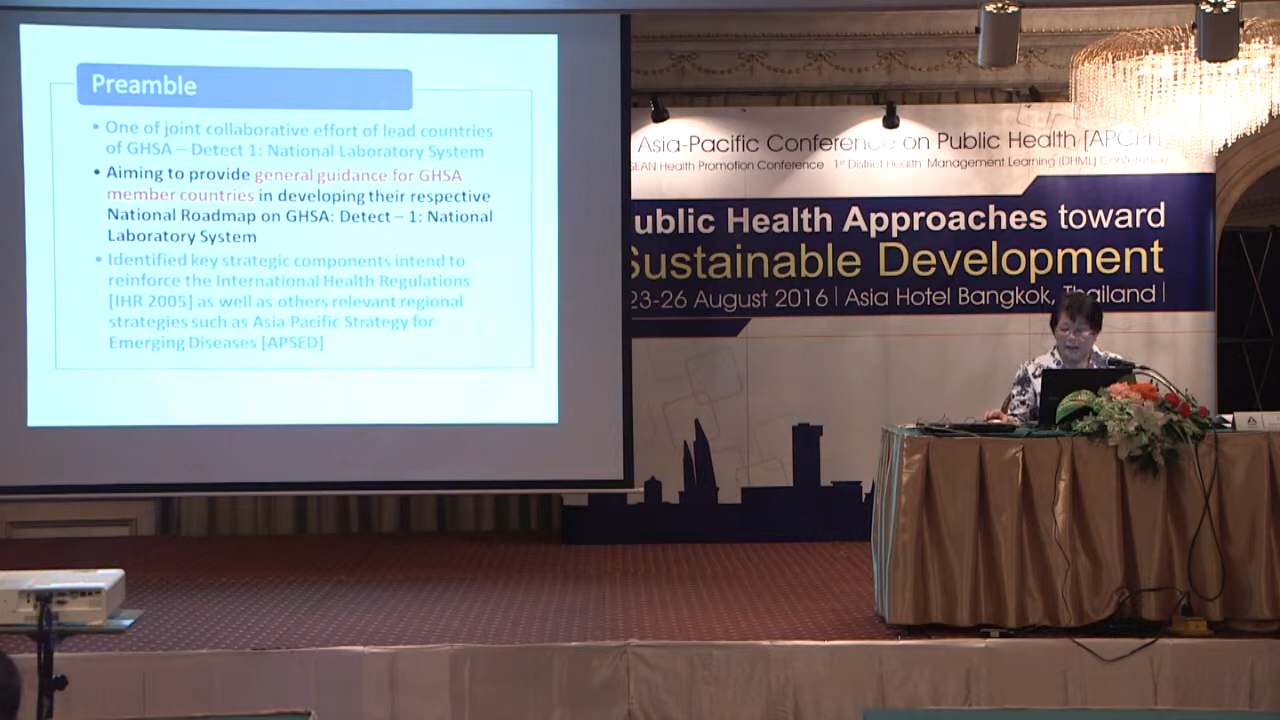 Preamble
• One of joint collaborative effort of lead countries
of GHSA – Detect 1: National Laboratory System
• Aiming to provide general guidance for GHSA
member countries in developing their respective
National Roadmap on GHSA: Detect – 1: National
Laboratory System
• Identified key strategic components intend to
reinforce the International Health Regulations
[IHR 2005] as well as others relevant regional
strategies such as Asia Pacific Strategy for
Emerging Diseases [APSED]
Asia-Pacific Conference on Public Health [APCPH]
SEAN Health Promotion Conference 1st District Health Management Learning (DHML) Conference
ublic Health Approaches toward
Sustainable Development
23-26 August 2016 | Asia Hotel Bangkok, Thailand |